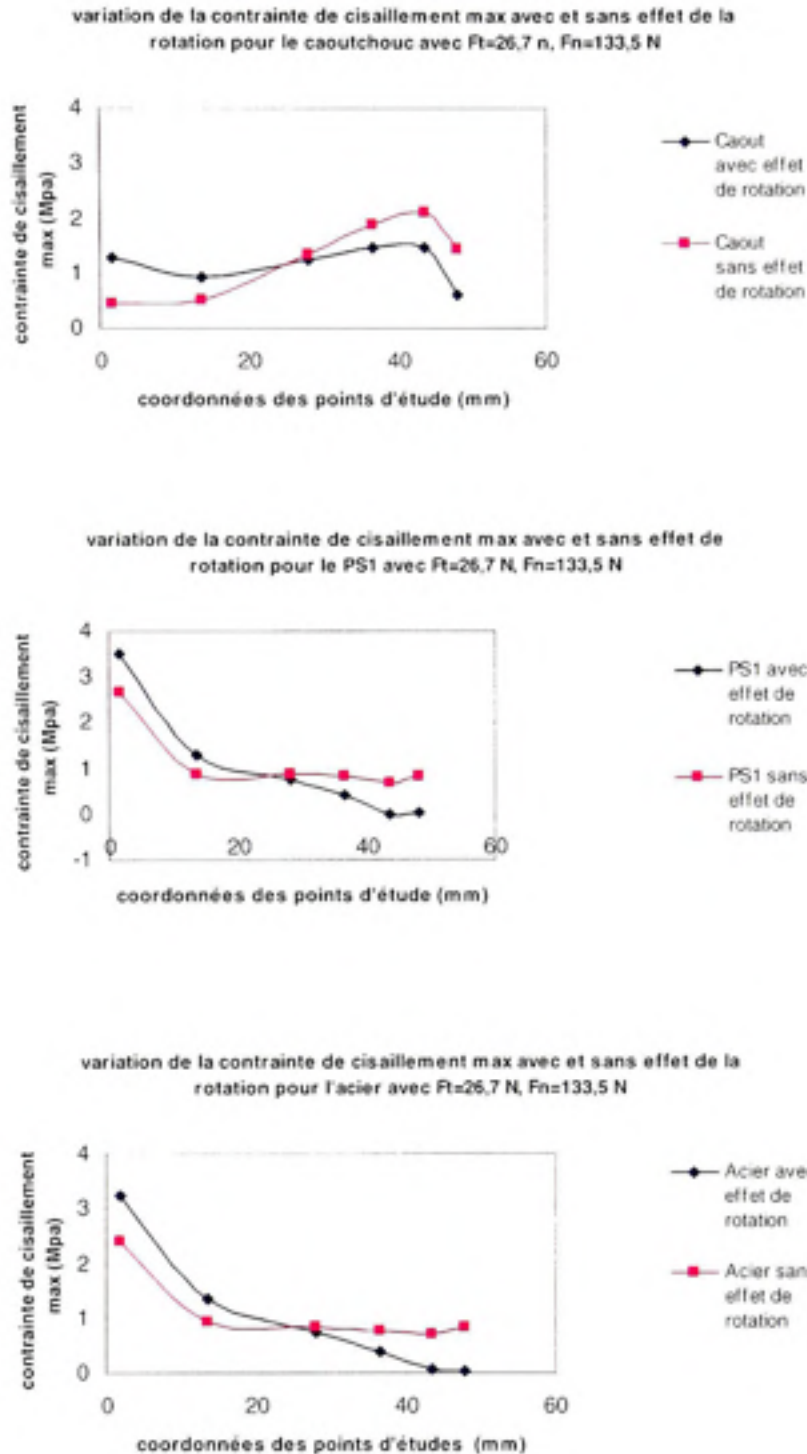 variation de la contrainte de cisaillement max avec et sans effet de la
rotation pour le caoutchouc avec Ft=26,7 n, Fn=133,5 N
contrainte de cisaillement
max (Mpa)
4
3
2
1
0
0 20 40 60
coordonnées des points d'étude (mm)
Caout
avec effet
de rotation
Caout
sans effet
de rotation
variation de la contrainte de cisaillement max avec et sans effet de
rotation pour le PS1 avec Ft=26,7 N, Fn=133,5 N
contrainte de cisaillement
max (Mpa)
4
3
2
1
0
-1
0 20 40 60
coordonnées des points d'étude (mm)
PS1 avec
effet de
rotation
PS1 sans
effet de
rotation
variation de la contrainte de cisaillement max avec et sans effet de la
rotation pour l'acier avec Ft=26,7 N, Fn=133,5 N
contrainte de cisaillement
max (Mpa)
4
3
2
1
0
0 20 40 60
coordonnées des points d'études (mm)
Acier ave
effet de
rotation
Acier san
effet de
rotation